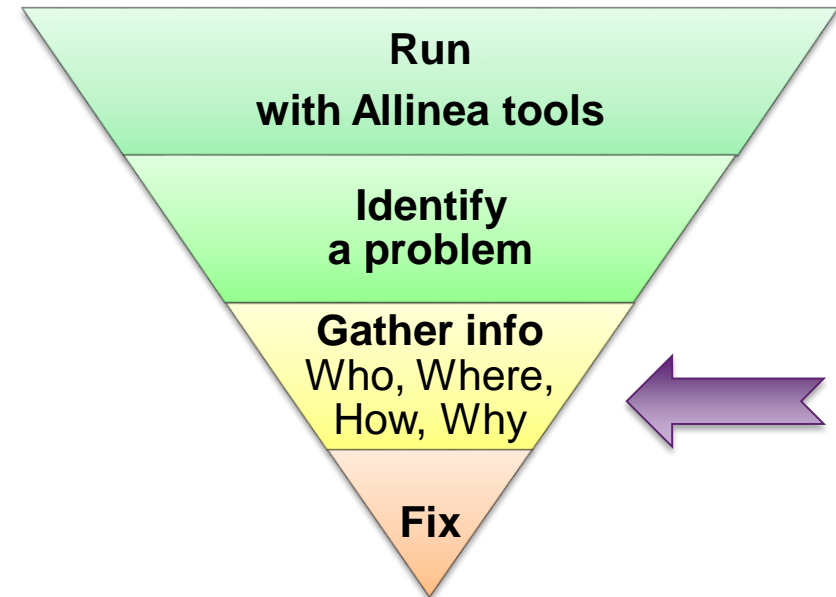 Run
with Allinea tools
Identify
a problem
Gather info
Who, Where,
How, Why
Fix